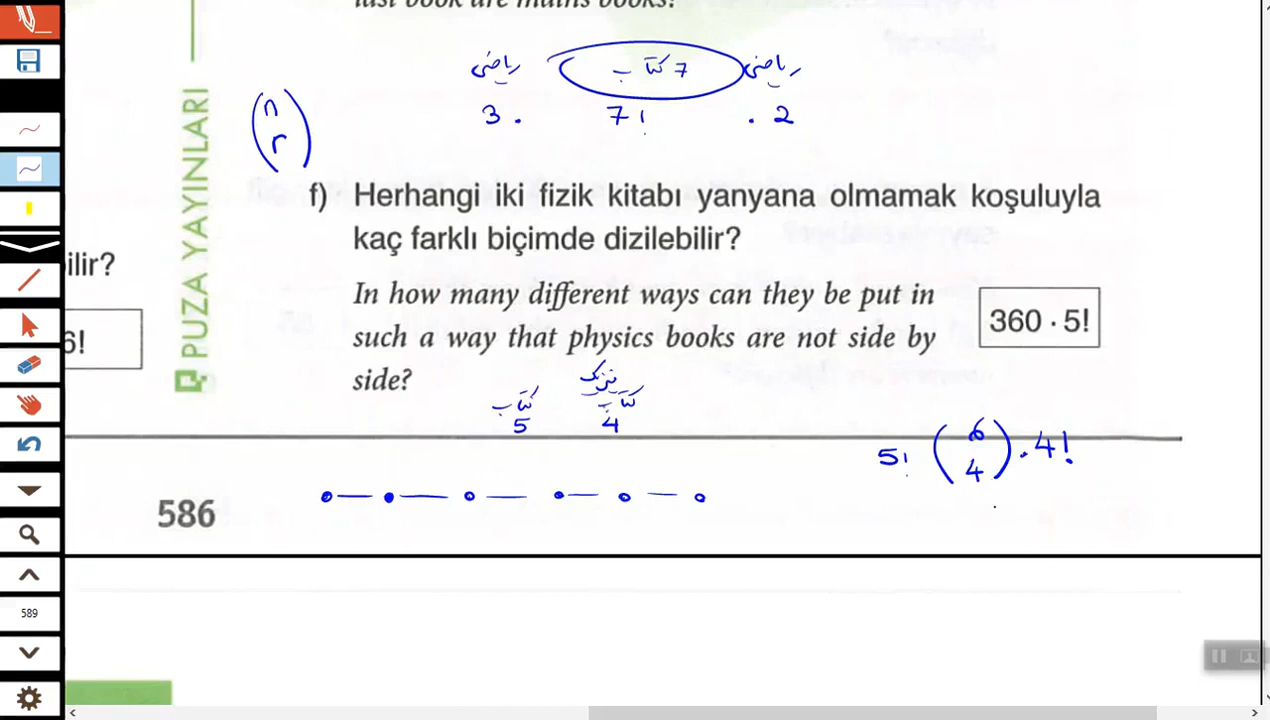 last book are maths books?
ریاضی 7 کتاب ریاضی
3 . 7! . 2
n
r
PUZA YAYINLARI
f) Herhangi iki fizik kitabı yanyana olmamak koşuluyla
kaç farklı biçimde dizilebilir?
ilir?
6!
In how many different ways can they be put in
such a way that physics books are not side by
side?
360 · 5!
فیزیک
کتاب کتاب
5 4
5! (6 4) . 4!
586
589